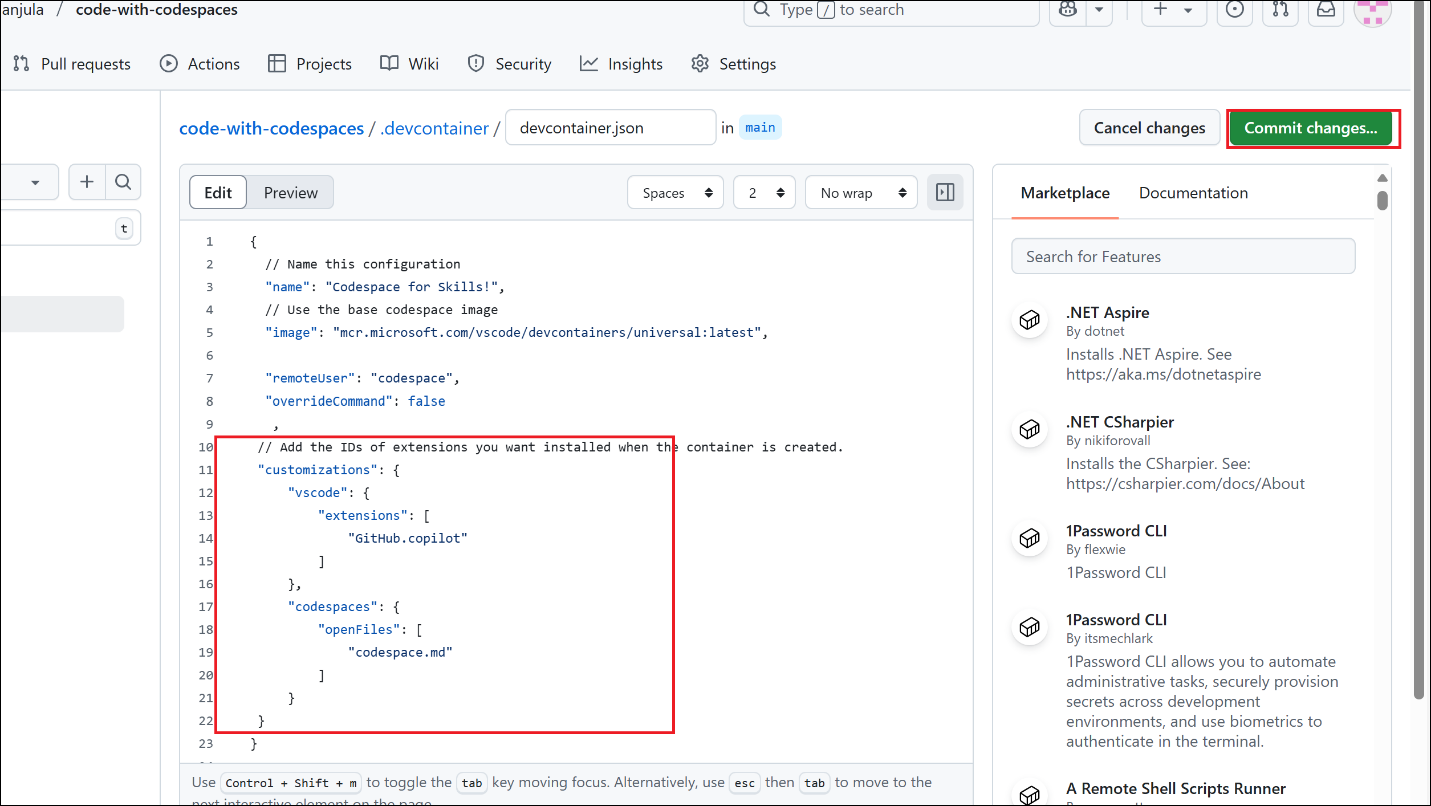 anjula / code-with-codespaces
Type / to search
Pull requests Actions Projects Wiki Security Insights Settings
code-with-codespaces / .devcontainer / devcontainer.json in main
Cancel changes Commit changes...
t
Edit Preview
Spaces 2 No wrap
1 {
2 // Name this configuration
3 "name": "Codespace for Skills!",
4 // Use the base codespace image
5 "image": "mcr.microsoft.com/vscode/devcontainers/universal:latest",
6
7 "remoteUser": "codespace",
8 "overrideCommand": false
9 ,
10 // Add the IDs of extensions you want installed when the container is created.
11 "customizations": {
12 "vscode": {
13 "extensions": [
14 "GitHub.copilot"
15 ]
16 },
17 "codespaces": {
18 "openFiles": [
19 "codespace.md"
20 ]
21 }
22 }
23 }
Use Control + Shift + m to toggle the tab key moving focus. Alternatively, use esc then tab to move to the
next interactive element on the page.
Marketplace Documentation
Search for Features
.NET Aspire
By dotnet
Installs .NET Aspire. See
https://aka.ms/dotnetaspire
.NET CSharpier
By nikiforovall
Installs the CSharpier. See:
https://csharpier.com/docs/About
1Password CLI
By flexwie
1Password CLI
1Password CLI
By itsmechlark
1Password CLI allows you to automate
administrative tasks, securely provision
secrets across development
environments, and use biometrics to
authenticate in the terminal.
A Remote Shell Scripts Runner